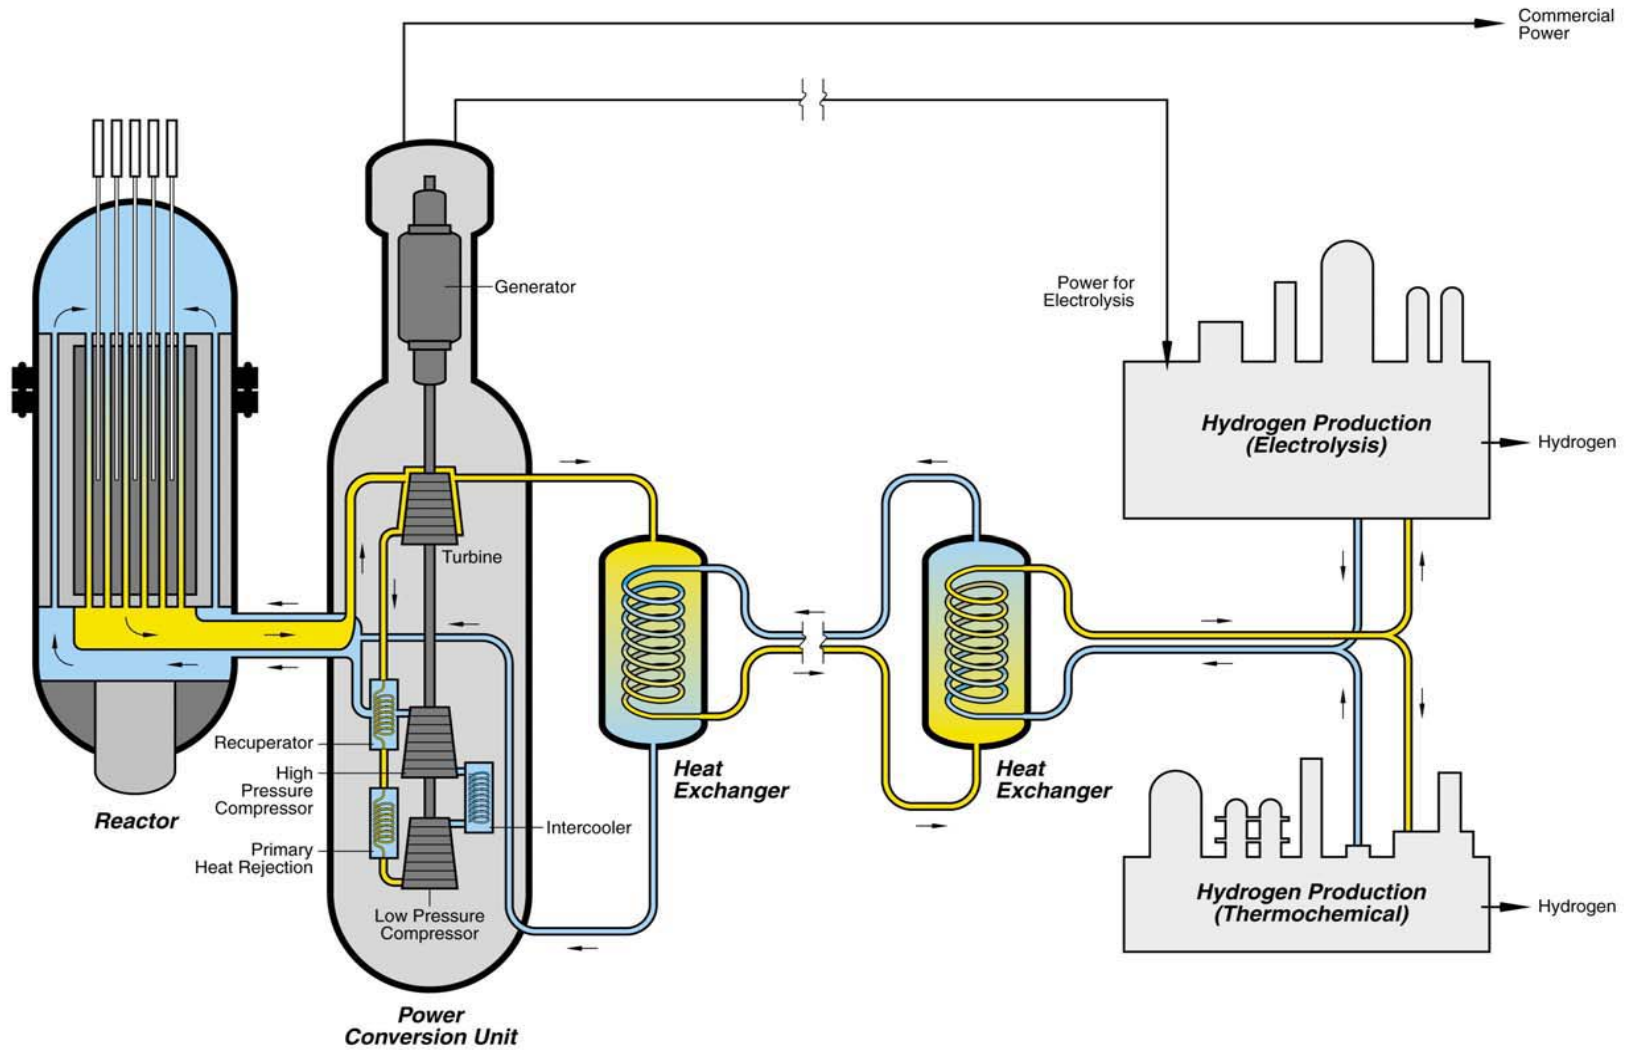 Commercial
Power
Generator
Power for
Electrolysis
Hydrogen Production
(Electrolysis)
Hydrogen
Turbine
Recuperator
High
Pressure
Compressor
Heat
Exchanger
Heat
Exchanger
Reactor
Intercooler
Primary
Heat Rejection
Low Pressure
Compressor
Hydrogen Production
(Thermochemical)
Hydrogen
Power
Conversion Unit